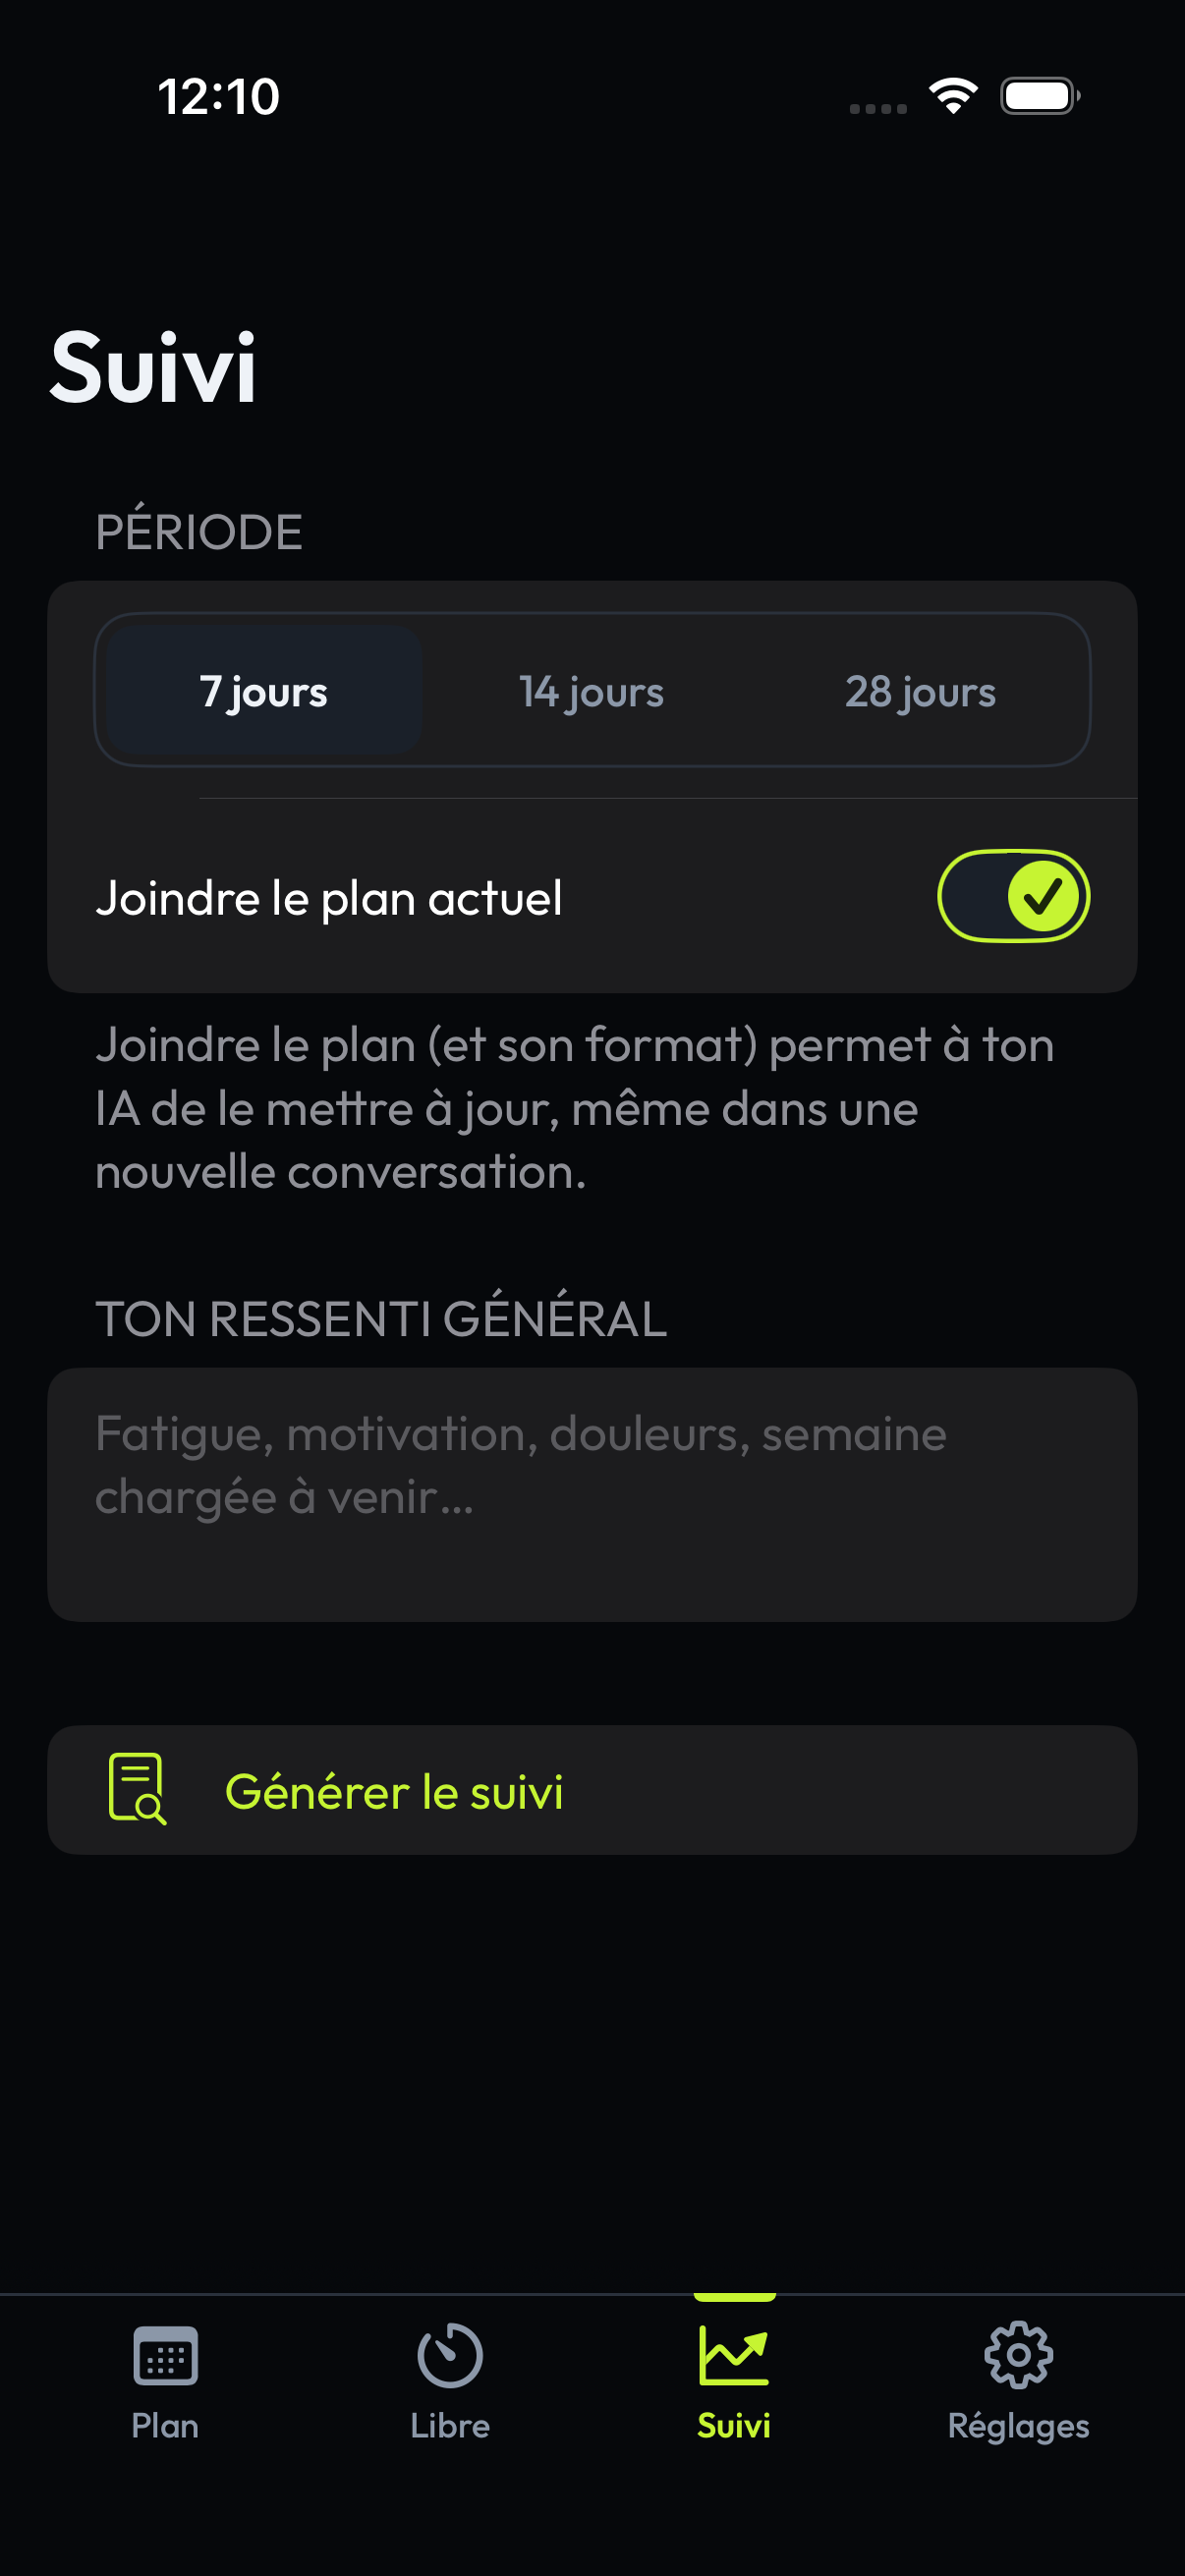 12:10
Suivi
PÉRIODE
7 jours
14 jours
28 jours
Joindre le plan actuel
Joindre le plan (et son format) permet à ton
IA de le mettre à jour, même dans une
nouvelle conversation.
TON RESSENTI GÉNÉRAL
Fatigue, motivation, douleurs, semaine
chargée à venir…
Générer le suivi
Plan
Libre
Suivi
Réglages